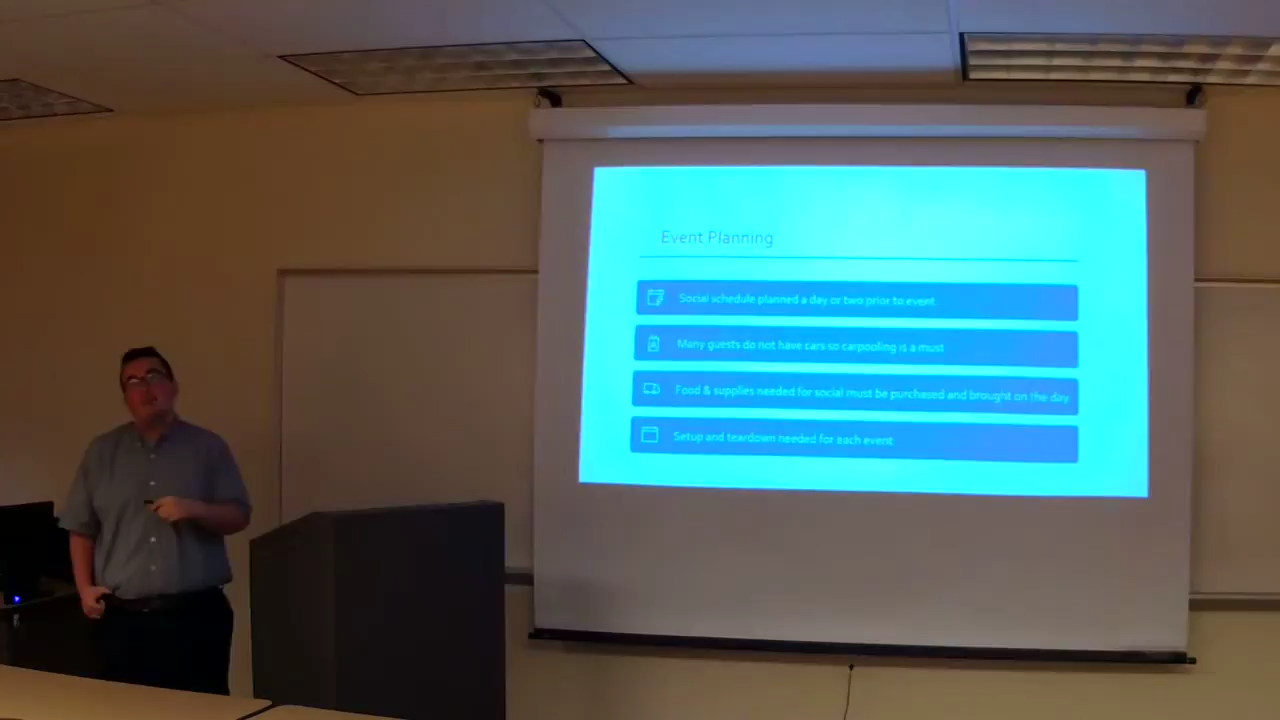 Event Planning
Social schedule planned a day or two prior to event
Many guests do not have cars so carpooling is a must
Food & supplies needed for social must be purchased and brought on the day
Setup and teardown needed for each event